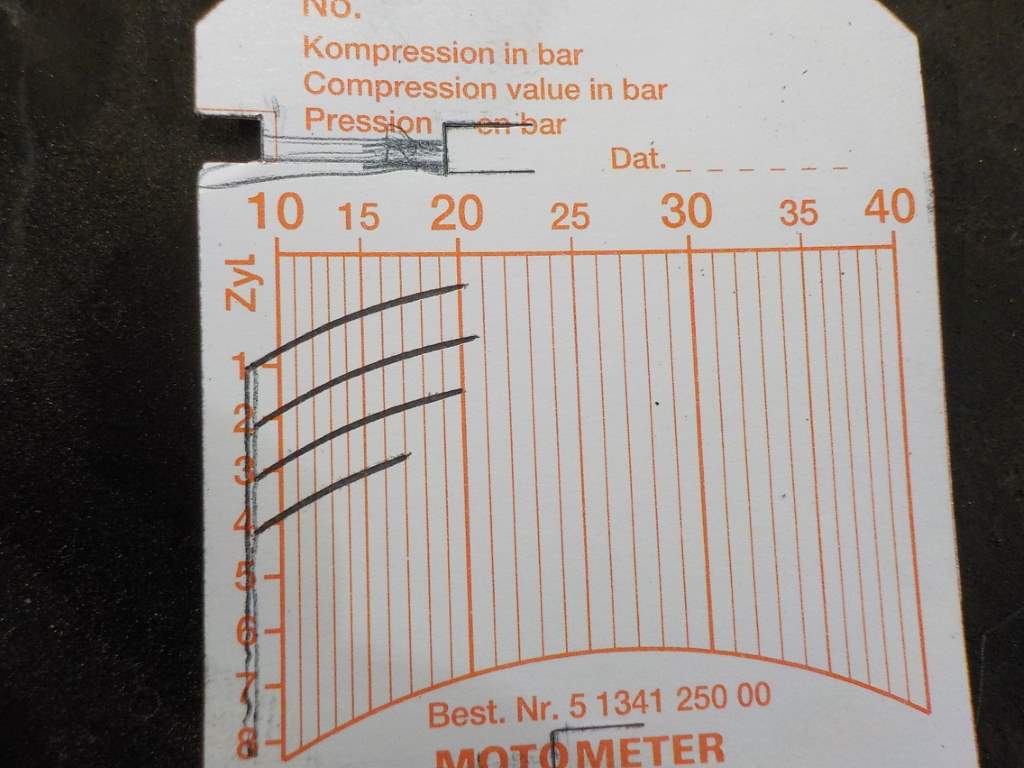 No.
Kompression in bar
Compression value in bar
Pression en bar
Dat.
10 15 20 25 30 35 40
Zyl.
1
2
3
4
5
6
7
8
Best. Nr. 5 1341 250 00
MOTOMETER